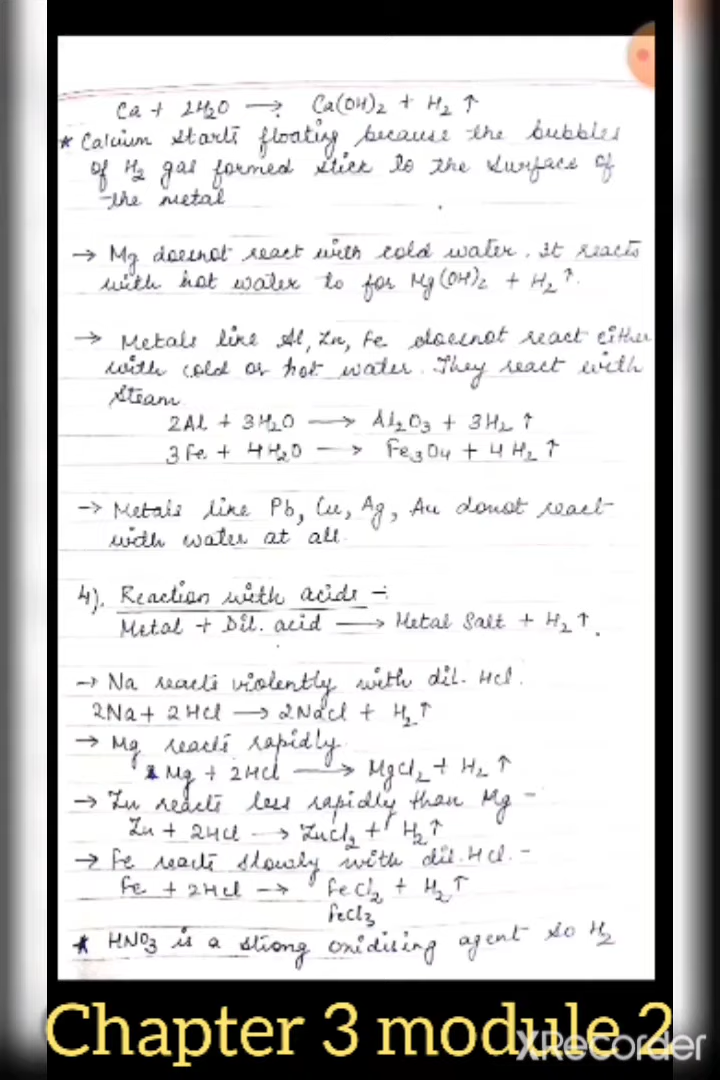 Ca + 2H2O → Ca(OH)2 + H2 ↑
* Calcium starts floating because the bubbles
of H2 gas formed stick to the surface of
the metal
→ Mg doesnot react with cold water. It reacts
with hot water to for Mg(OH)2 + H2 ↑.
→ Metals like Al, Zn, Fe doesnot react either
with cold or hot water. They react with
steam
2Al + 3H2O → Al2O3 + 3H2 ↑
3Fe + 4H2O → Fe3O4 + 4H2 ↑
→ Metals like Pb, Cu, Ag, Au donot react
with water at all
4). Reaction with acids –
Metal + Dil. acid → Metal salt + H2 ↑.
→ Na reacts violently with dil. HCl.
2Na + 2HCl → 2NaCl + H2 ↑
→ Mg reacts rapidly
Mg + 2HCl → MgCl2 + H2 ↑
→ Zn reacts less rapidly than Mg –
Zn + 2HCl → ZnCl2 + H2 ↑
→ Fe reacts slowly with dil. HCl. –
Fe + 2HCl → FeCl2 + H2 ↑
FeCl3
* HNO3 is a strong oxidising agent so H2
Chapter 3 module 2
XRecorder